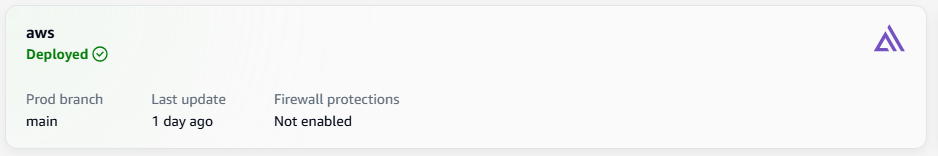 aws
Deployed
Prod branch Last update Firewall protections
main 1 day ago Not enabled